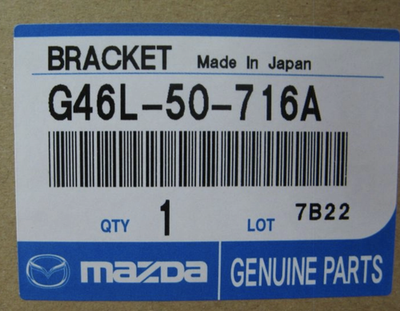 BRACKET Made In Japan
G46L-50-716A
QTY 1 LOT 7B22
mazda GENUINE PARTS